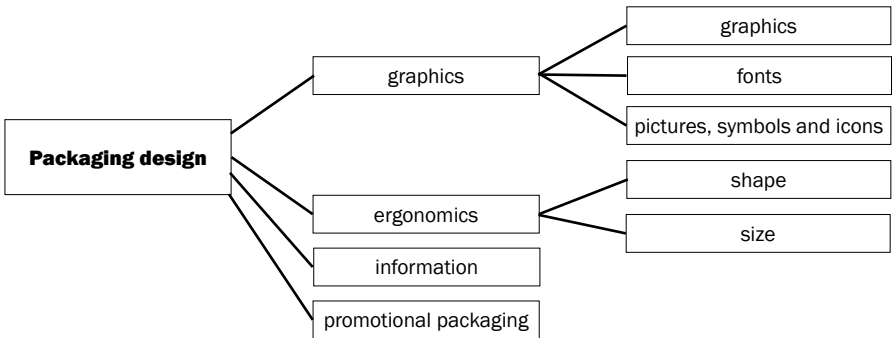 Packaging design
graphics
graphics
fonts
pictures, symbols and icons
ergonomics
shape
size
information
promotional packaging